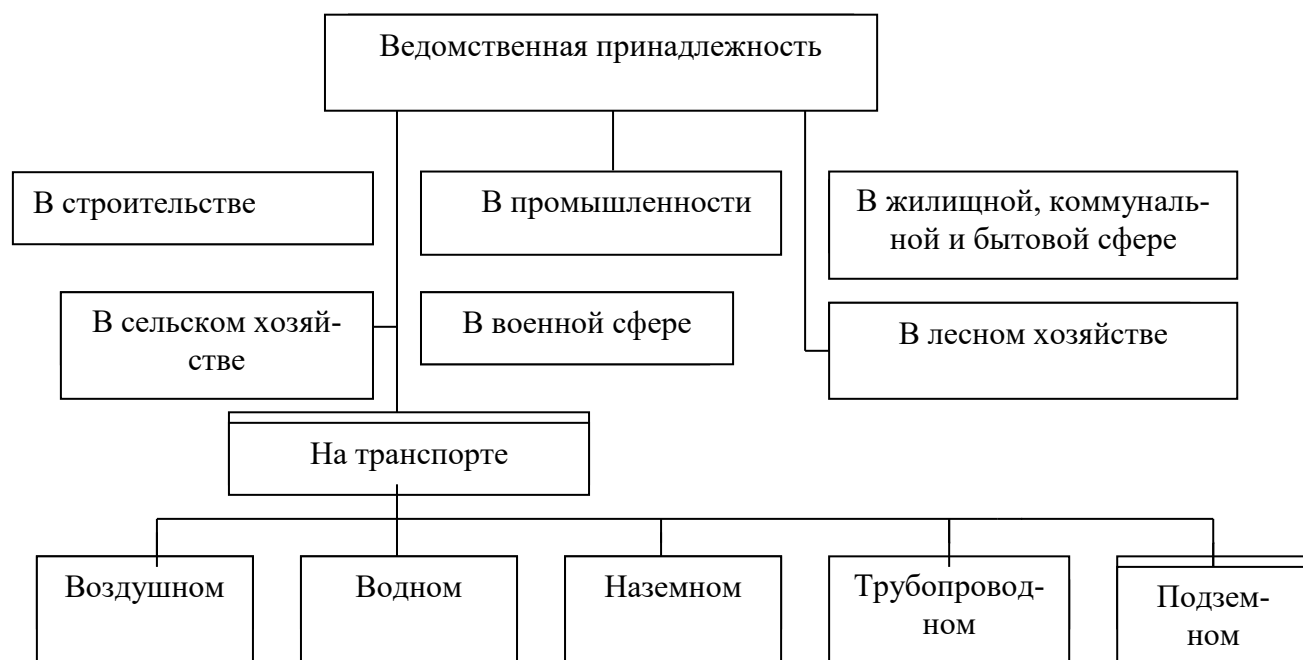 Ведомственная принадлежность
В строительстве
В промышленности
В жилищной, коммуналь-
ной и бытовой сфере
В сельском хозяй-
стве
В военной сфере
В лесном хозяйстве
На транспорте
Воздушном
Водном
Наземном
Трубопровод-
ном
Подзем-
ном